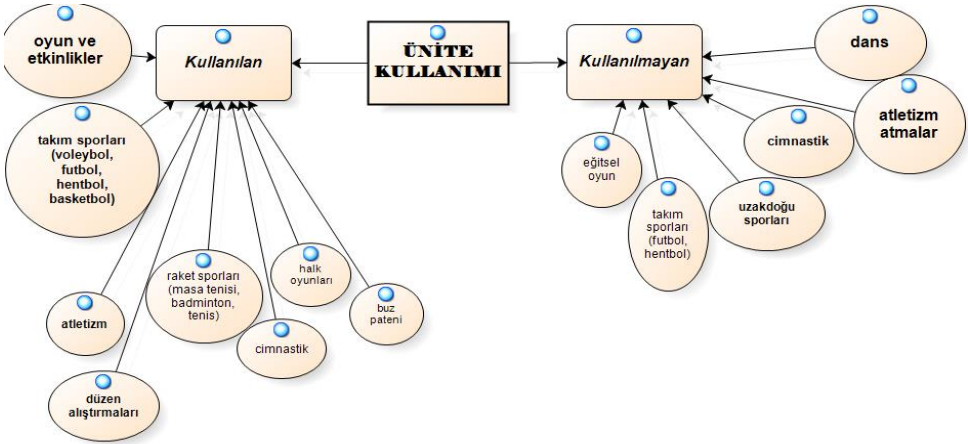 ÜNİTE
KULLANIMI
Kullanılan
oyun ve
etkinlikler
takım sporları
(voleybol,
futbol,
hentbol,
basketbol)
atletizm
düzen
alıştırmaları
raket sporları
(masa tenisi,
badminton,
tenis)
cimnastik
halk
oyunları
buz
pateni
Kullanılmayan
dans
atletizm
atmalar
cimnastik
uzakdoğu
sporları
takım
sporları
(futbol,
hentbol)
eğitsel
oyun